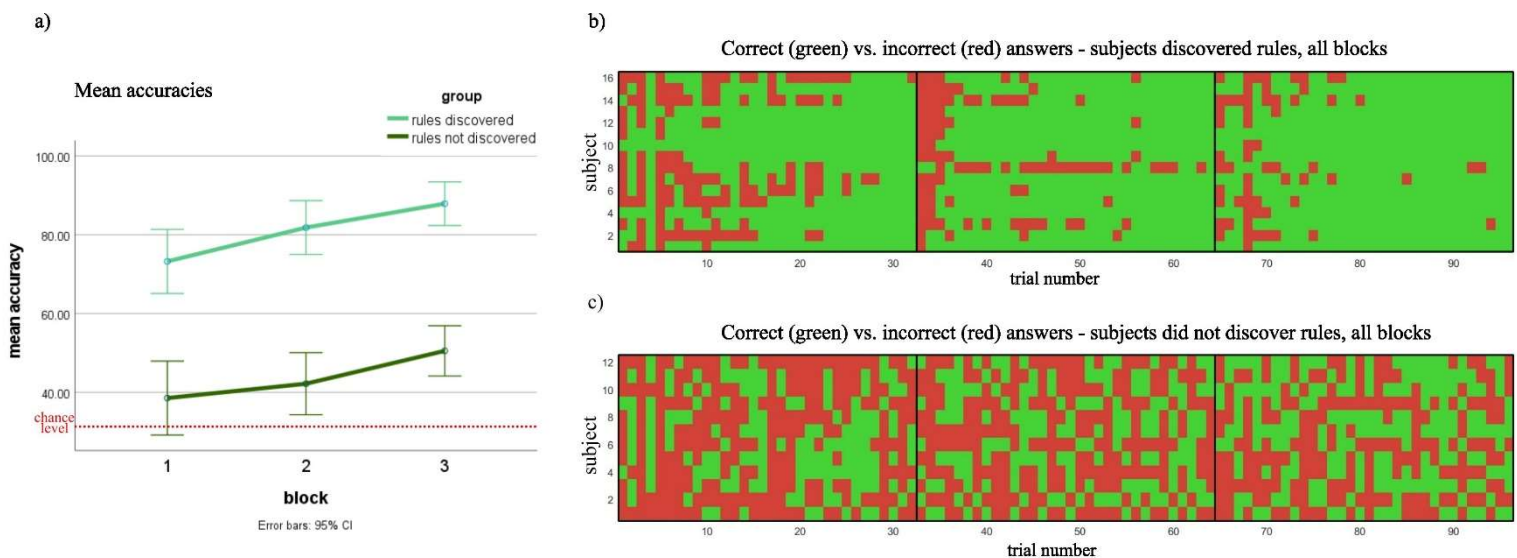 a)
Mean accuracies
group
rules discovered
rules not discovered
100.00
80.00
60.00
40.00
chance
level
mean accuracy
1 2 3
block
Error bars: 95% CI
b)
Correct (green) vs. incorrect (red) answers - subjects discovered rules, all blocks
16
14
12
10
8
6
4
2
subject
10 20 30 40 50 60 70 80 90
trial number
c)
Correct (green) vs. incorrect (red) answers - subjects did not discover rules, all blocks
12
10
8
6
4
2
subject
10 20 30 40 50 60 70 80 90
trial number